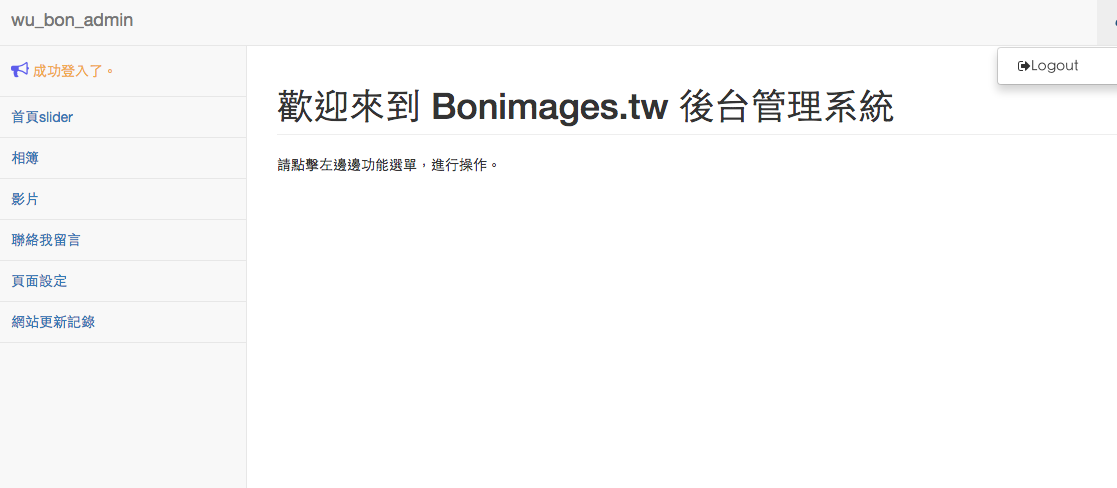 wu_bon_admin
Logout
成功登入了。
首頁slider
相簿
影片
聯絡我留言
頁面設定
網站更新記錄
歡迎來到 Bonimages.tw 後台管理系統
請點擊左邊邊功能選單，進行操作。